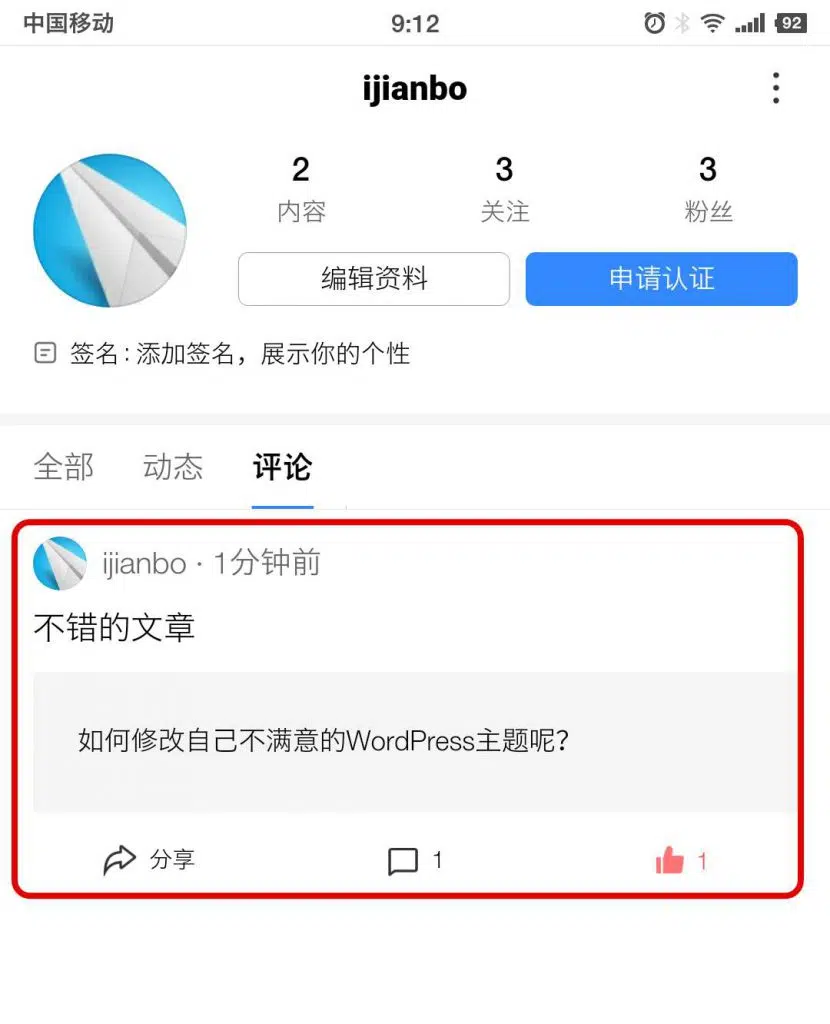 中国移动 9:12 92
ijianbo
2 3 3
内容 关注 粉丝
编辑资料 申请认证
签名:添加签名，展示你的个性
全部 动态 评论
ijianbo · 1分钟前
不错的文章
如何修改自己不满意的WordPress主题呢?
分享 1 1